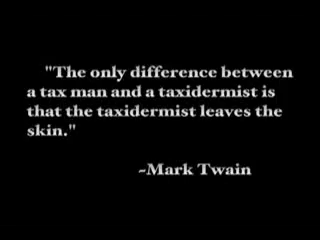 "The only difference between
a tax man and a taxidermist is
that the taxidermist leaves the
skin."
~Mark Twain